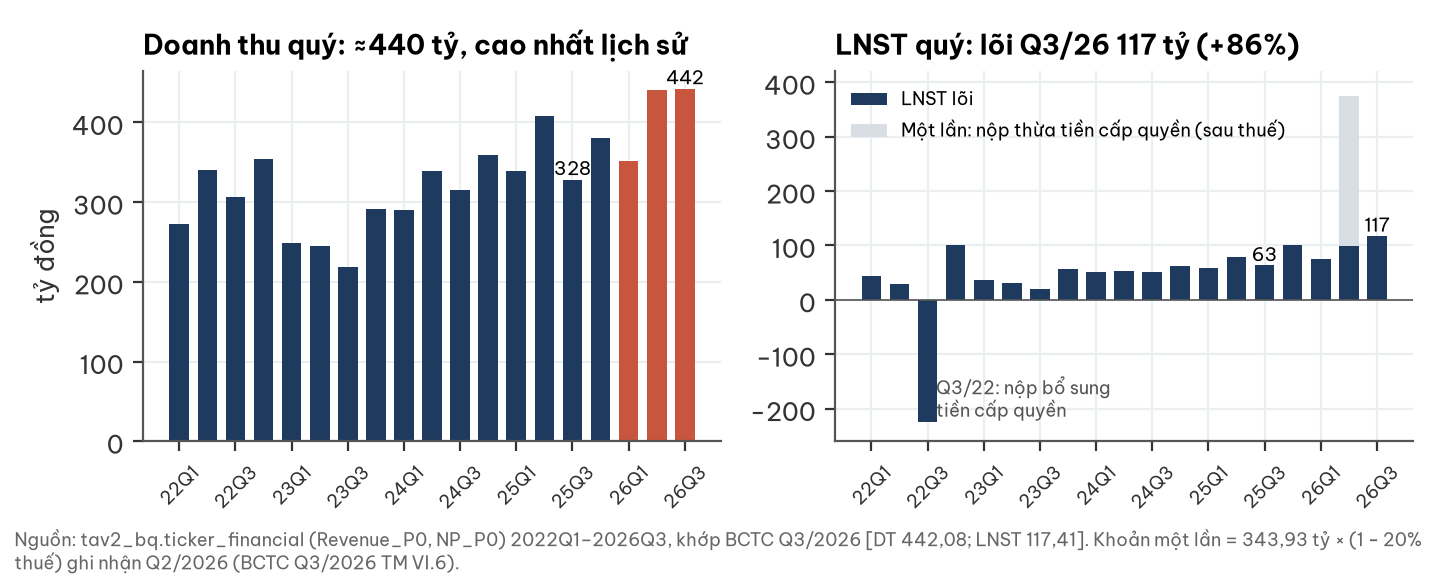 Doanh thu quý: ≈440 tỷ, cao nhất lịch sử
442
328
400
300
200
100
0
tỷ đồng
22Q1
22Q3
23Q1
23Q3
24Q1
24Q3
25Q1
25Q3
26Q1
26Q3
LNST quý: lõi Q3/26 117 tỷ (+86%)
LNST lõi
Một lần: nộp thừa tiền cấp quyền (sau thuế)
117
63
Q3/22: nộp bổ sung
tiền cấp quyền
400
300
200
100
0
−100
−200
22Q1
22Q3
23Q1
23Q3
24Q1
24Q3
25Q1
25Q3
26Q1
26Q3
Nguồn: tav2_bq.ticker_financial (Revenue_P0, NP_P0) 2022Q1–2026Q3, khớp BCTC Q3/2026 [DT 442,08; LNST 117,41]. Khoản một lần = 343,93 tỷ × (1 − 20%
thuế) ghi nhận Q2/2026 (BCTC Q3/2026 TM VI.6).